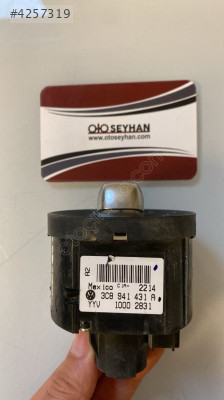 #4257319
OTOSEYHAN
www.otoseyhan.com
A2
Mexico 2214
3C8 941 431 A
YYV 1000 2831